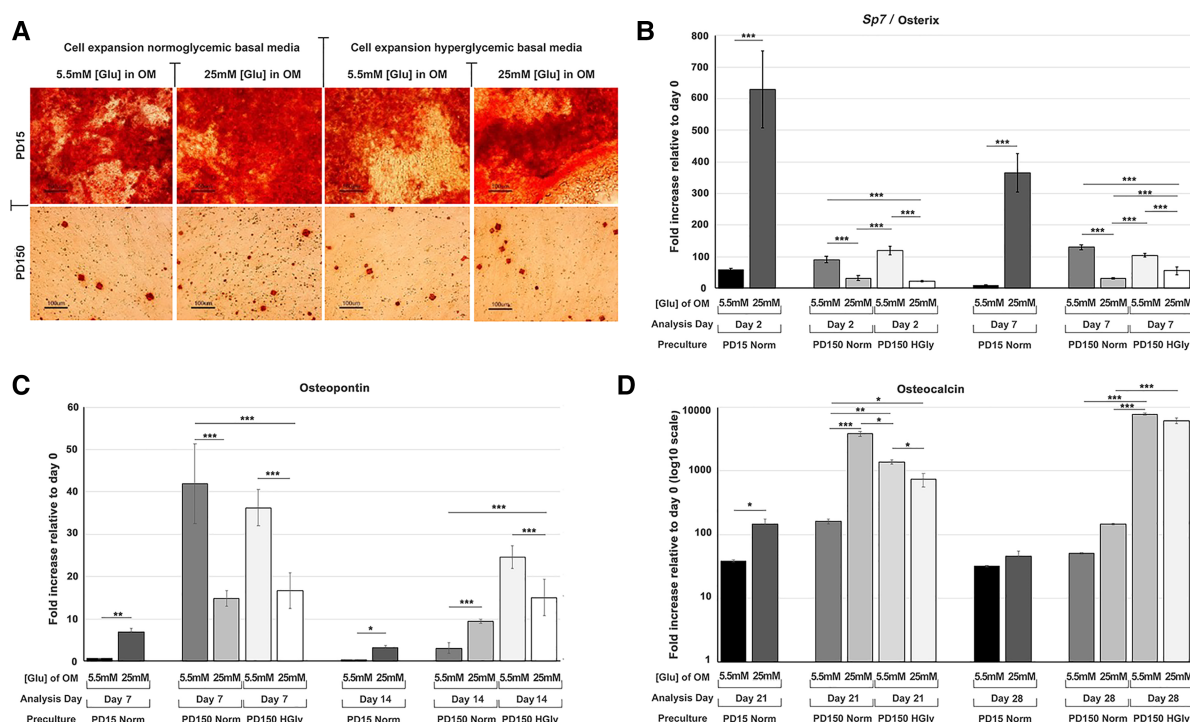 A
Cell expansion normoglycemic basal media
Cell expansion hyperglycemic basal media
5.5mM [Glu] in OM
25mM [Glu] in OM
5.5mM [Glu] in OM
25mM [Glu] in OM
PD15
100um
100um
100um
100um
PD150
100um
100um
100um
100um
B
Sp7 / Osterix
Fold increase relative to day 0
800
700
600
500
400
300
200
100
0
***
***
***
***
***
***
***
***
***
***
***
***
[Glu] of OM
5.5mM 25mM 5.5mM 25mM 5.5mM 25mM 5.5mM 25mM 5.5mM 25mM 5.5mM 25mM
Analysis Day
Day 2 Day 2 Day 2 Day 7 Day 7 Day 7
Preculture
PD15 Norm PD150 Norm PD150 HGly PD15 Norm PD150 Norm PD150 HGly
C
Osteopontin
Fold increase relative to day 0
60
50
40
30
20
10
0
**
***
***
***
*
***
***
***
[Glu] of OM
5.5mM 25mM 5.5mM 25mM 5.5mM 25mM 5.5mM 25mM 5.5mM 25mM 5.5mM 25mM
Analysis Day
Day 7 Day 7 Day 7 Day 14 Day 14 Day 14
Preculture
PD15 Norm PD150 Norm PD150 HGly PD15 Norm PD150 Norm PD150 HGly
D
Osteocalcin
Fold increase relative to day 0 (log10 scale)
10000
1000
100
10
1
*
*
**
***
*
*
***
***
***
[Glu] of OM
5.5mM 25mM 5.5mM 25mM 5.5mM 25mM 5.5mM 25mM 5.5mM 25mM 5.5mM 25mM
Analysis Day
Day 21 Day 21 Day 21 Day 28 Day 28 Day 28
Preculture
PD15 Norm PD150 Norm PD150 HGly PD15 Norm PD150 Norm PD150 HGly